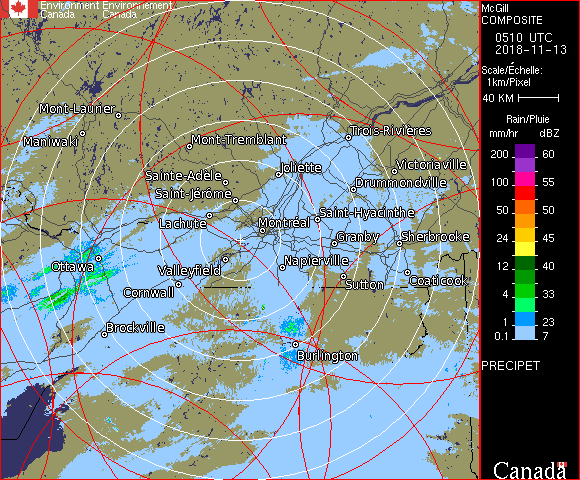 Environment Environnement
Canada Canada
McGill
COMPOSITE
0510 UTC
2018-11-13
Scale/Échelle:
1km/Pixel
40 KM
Rain/Pluie
mm/hr dBZ
200 60
100 55
50 50
24 45
12 40
4 33
1 23
0.1 7
PRECIPET
Canada
Mont-Laurier
Maniwaki
Mont-Tremblant
Trois-Rivières
Joliette
Victoriaville
Sainte-Adèle
Drummondville
Saint-Jérôme
Saint-Hyacinthe
Lachute
Montréal
Granby
Sherbrooke
Ottawa
Valleyfield
Napierville
Coaticook
Cornwall
Sutton
Brockville
Burlington